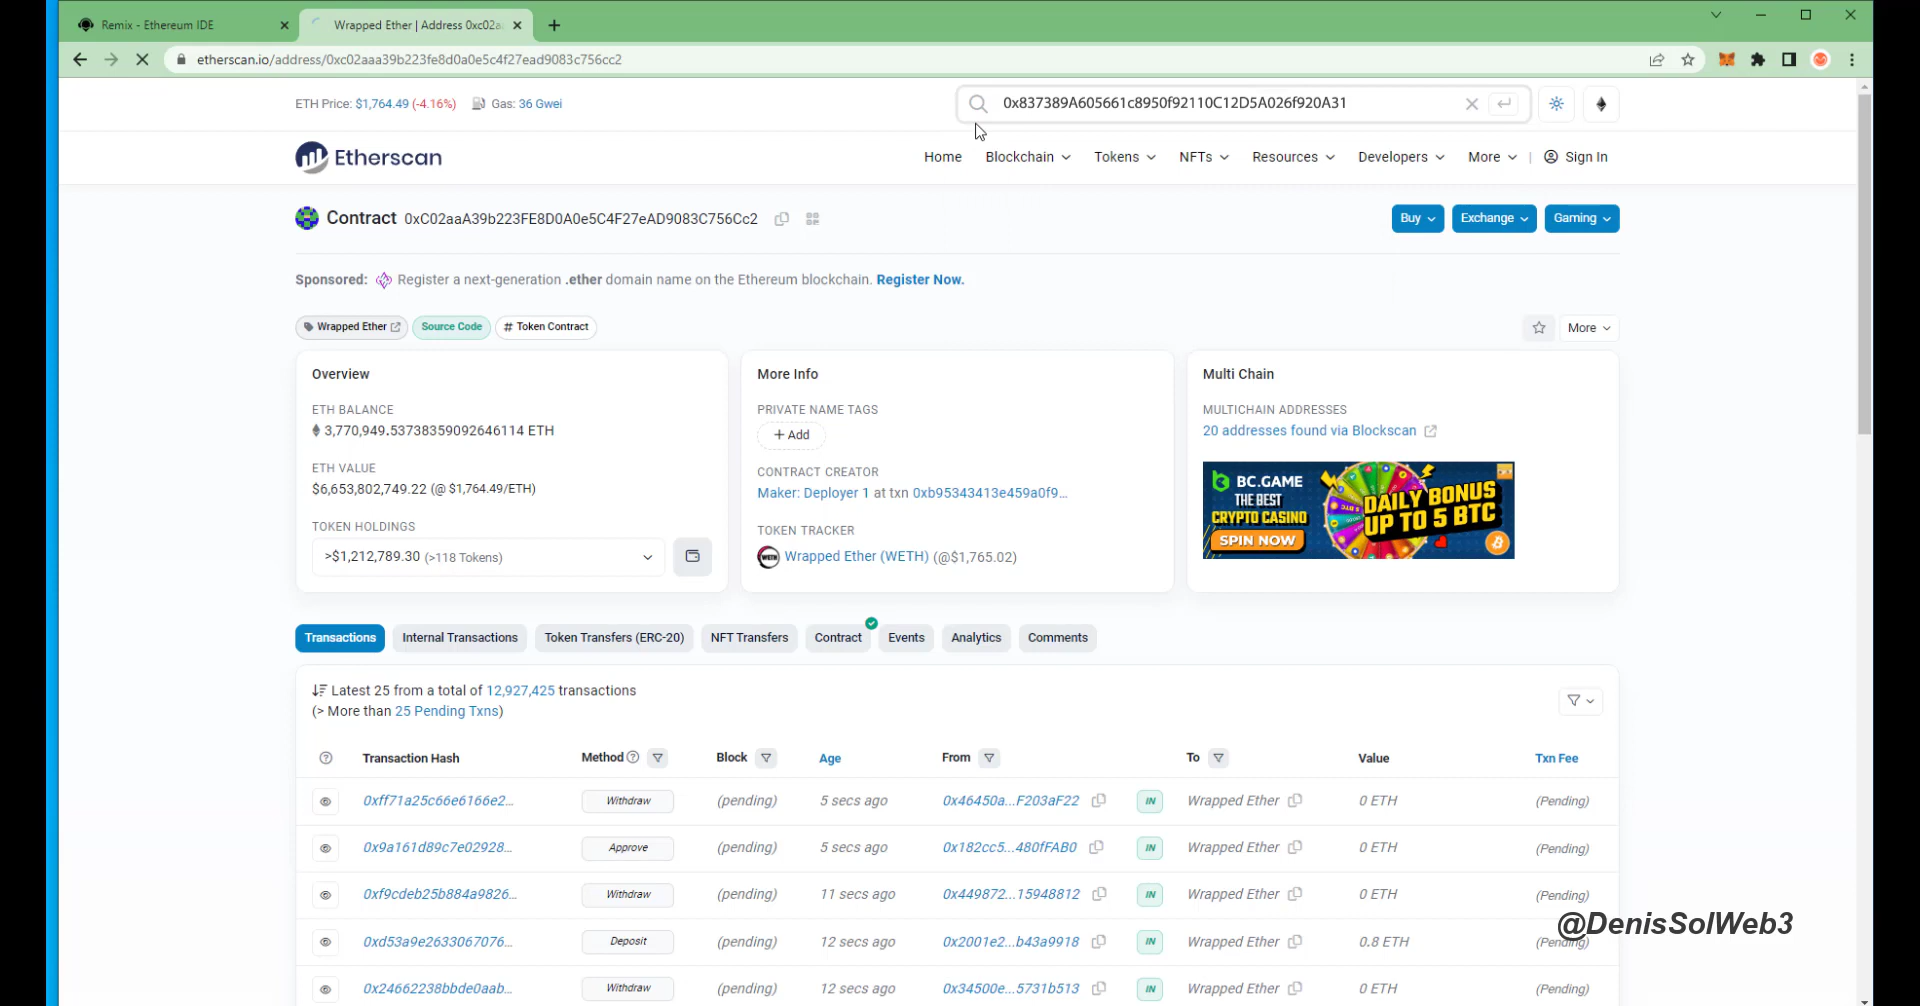 Remix - Ethereum IDE
Wrapped Ether | Address 0xc02aa
etherscan.io/address/0xc02aaa39b223fe8d0a0e5c4f27ead9083c756cc2
ETH Price: $1,764.49 (-4.16%) Gas: 36 Gwei
0x837389A605661c8950f92110C12D5A026f920A31
Etherscan
Home Blockchain Tokens NFTs Resources Developers More | Sign In
Contract 0xC02aaA39b223FE8D0A0e5C4F27eAD9083C756Cc2
Buy Exchange Gaming
Sponsored: Register a next-generation .ether domain name on the Ethereum blockchain. Register Now.
Wrapped Ether Source Code # Token Contract
More
Overview
ETH BALANCE
3,770,949.53738359092646114 ETH
ETH VALUE
$6,653,802,749.22 (@ $1,764.49/ETH)
TOKEN HOLDINGS
>$1,212,789.30 (>118 Tokens)
More Info
PRIVATE NAME TAGS
+ Add
CONTRACT CREATOR
Maker: Deployer 1 at txn 0xb95343413e459a0f9...
TOKEN TRACKER
WETH Wrapped Ether (WETH) (@$1,765.02)
Multi Chain
MULTICHAIN ADDRESSES
20 addresses found via Blockscan
BC.GAME
THE BEST
CRYPTO CASINO
SPIN NOW
DAILY BONUS
UP TO 5 BTC
Transactions Internal Transactions Token Transfers (ERC-20) NFT Transfers Contract Events Analytics Comments
Latest 25 from a total of 12,927,425 transactions
(> More than 25 Pending Txns)
Transaction Hash Method Block Age From To Value Txn Fee
0xff71a25c66e6166e2... Withdraw (pending) 5 secs ago 0x46450a...F203aF22 IN Wrapped Ether 0 ETH (Pending)
0x9a161d89c7e02928... Approve (pending) 5 secs ago 0x182cc5...480fFAB0 IN Wrapped Ether 0 ETH (Pending)
0xf9cdeb25b884a9826... Withdraw (pending) 11 secs ago 0x449872...15948812 IN Wrapped Ether 0 ETH (Pending)
0xd53a9e2633067076... Deposit (pending) 12 secs ago 0x2001e2...b43a9918 IN Wrapped Ether 0.8 ETH (Pending)
0x24662238bbde0aab... Withdraw (pending) 12 secs ago 0x34500e...5731b513 IN Wrapped Ether 0 ETH (Pending)
@DenisSolWeb3